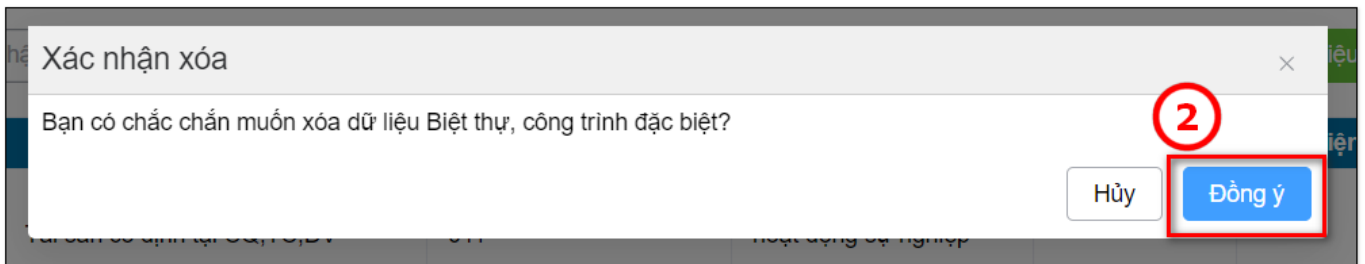 Xác nhận xóa
×
Bạn có chắc chắn muốn xóa dữ liệu Biệt thự, công trình đặc biệt?
2
Hủy
Đồng ý